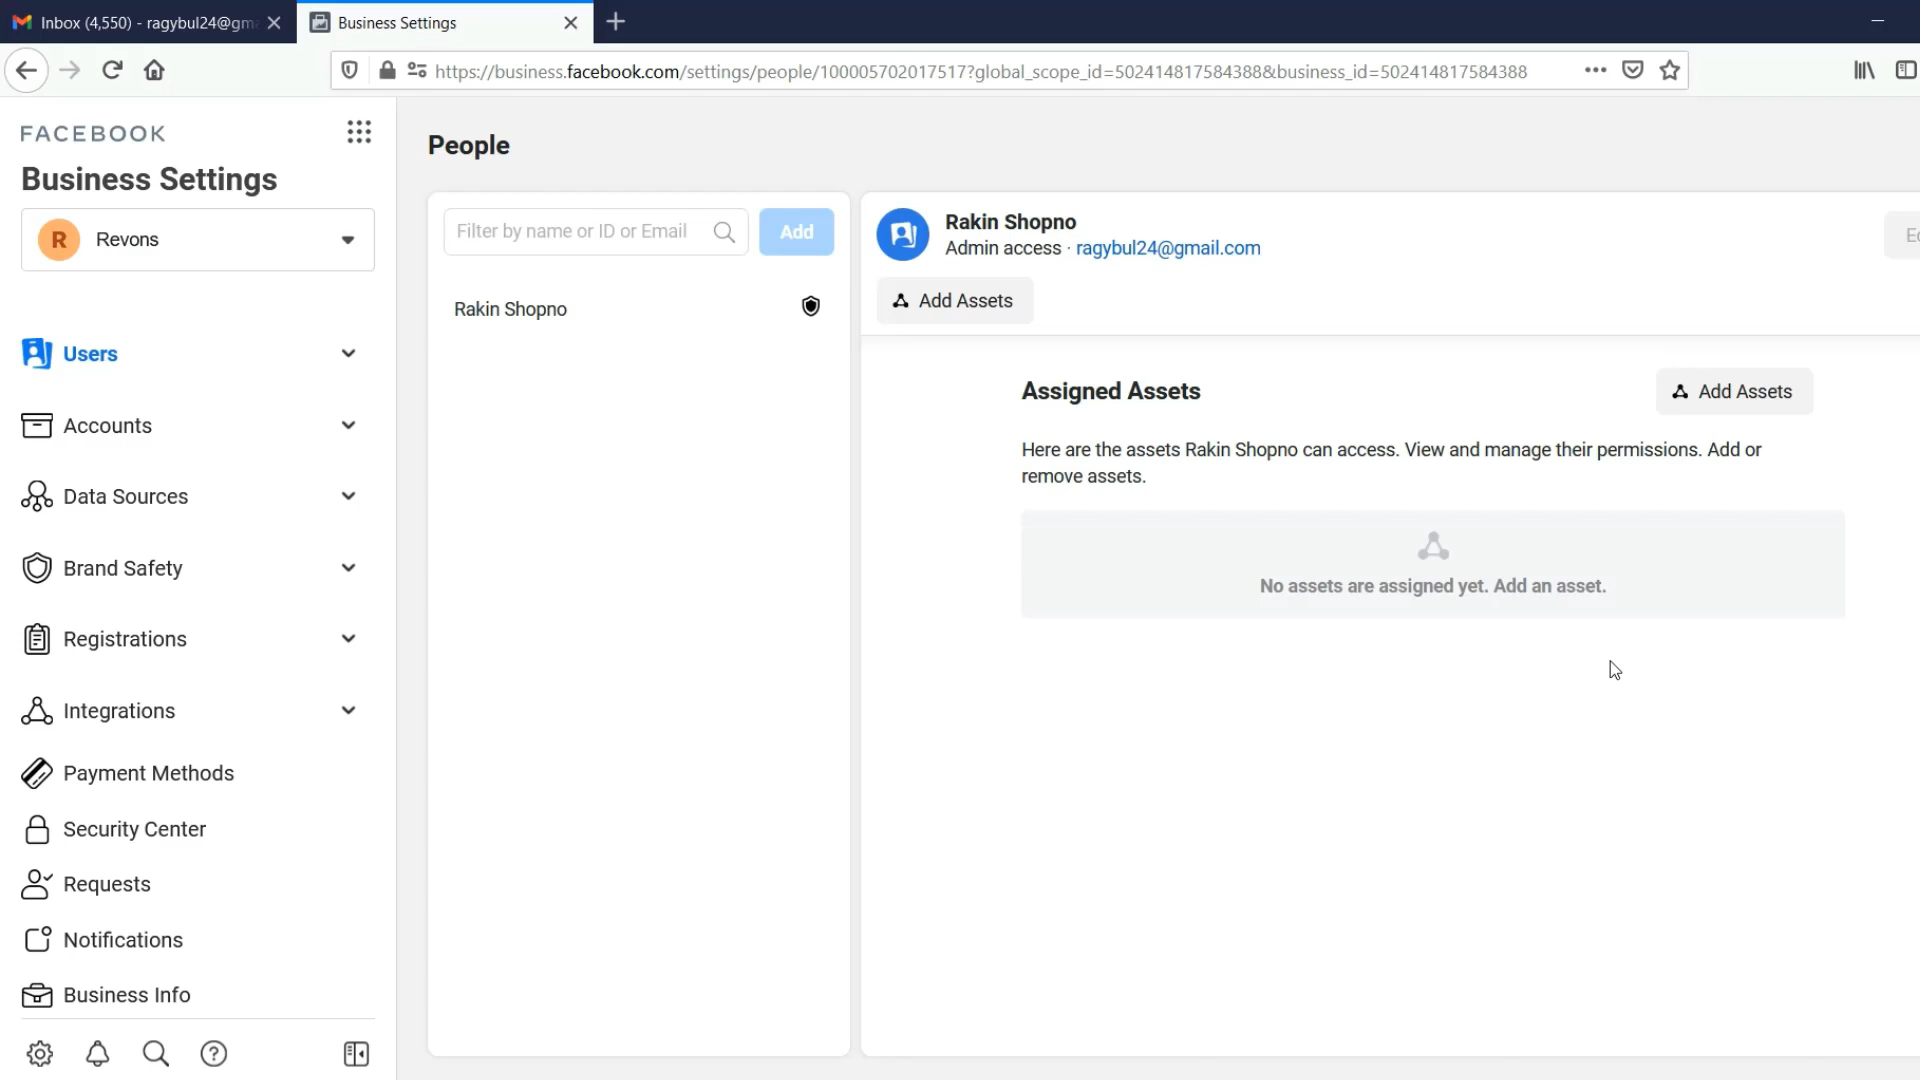 Inbox (4,550) - ragybul24@gm
Business Settings
https://business.facebook.com/settings/people/100005702017517?global_scope_id=502414817584388&business_id=502414817584388
FACEBOOK
Business Settings
R
Revons
Users
Accounts
Data Sources
Brand Safety
Registrations
Integrations
Payment Methods
Security Center
Requests
Notifications
Business Info
People
Filter by name or ID or Email
Add
Rakin Shopno
Rakin Shopno
Admin access · ragybul24@gmail.com
Add Assets
Assigned Assets
Add Assets
Here are the assets Rakin Shopno can access. View and manage their permissions. Add or
remove assets.
No assets are assigned yet. Add an asset.